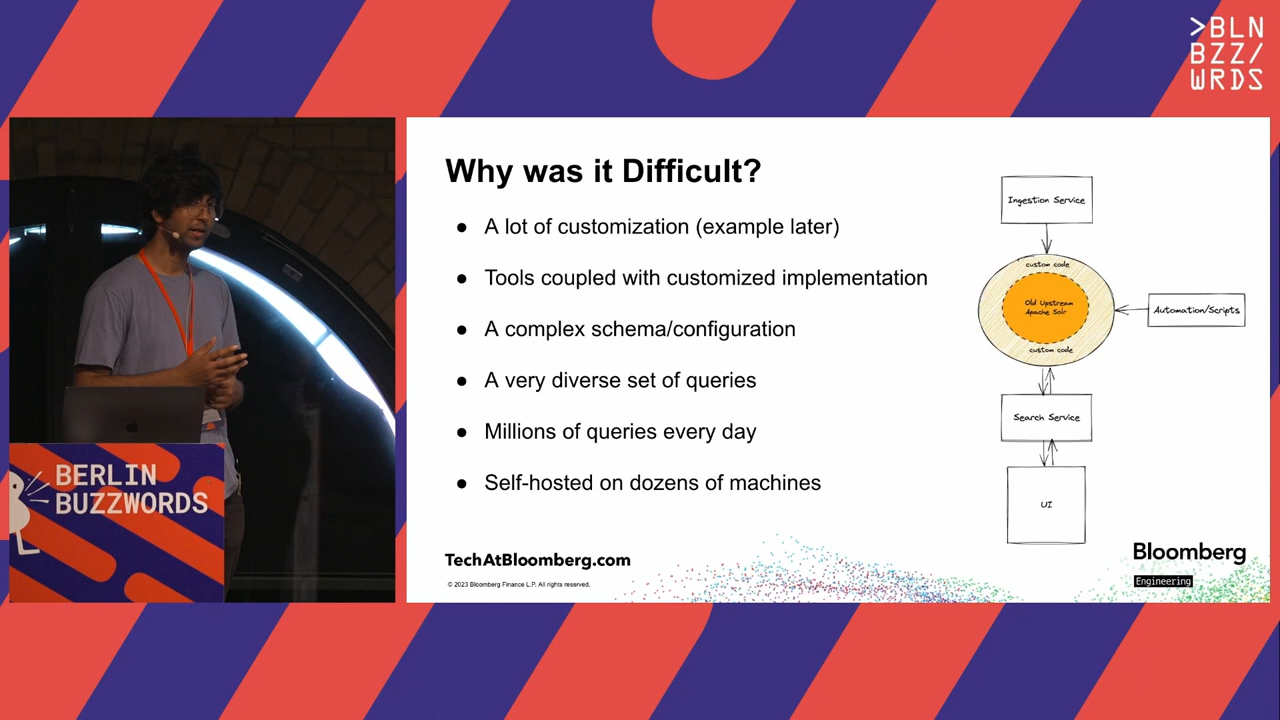 >BLN
BZZ/
WRDS
BERLIN
BUZZWORDS
Why was it Difficult?
● A lot of customization (example later)
● Tools coupled with customized implementation
● A complex schema/configuration
● A very diverse set of queries
● Millions of queries every day
● Self-hosted on dozens of machines
Ingestion Service
custom code
Old Upstream
Apache Solr
custom code
Automation/Scripts
Search Service
UI
TechAtBloomberg.com
© 2023 Bloomberg Finance L.P. All rights reserved.
Bloomberg
Engineering